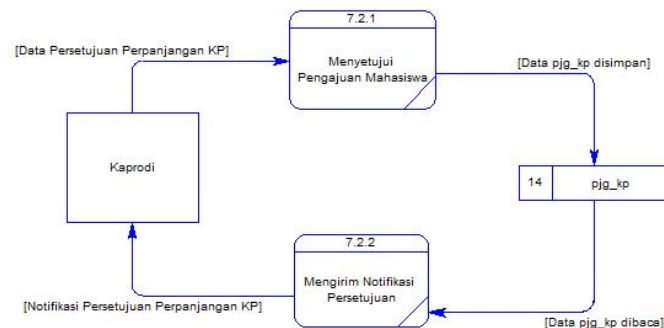 7.2.1
[Data Persetujuan Perpanjangan KP]
Menyetujui
Pengajuan Mahasiswa
[Data pjg_kp disimpan]
Kaprodi
14
pjg_kp
7.2.2
Mengirim Notifikasi
Persetujuan
[Notifikasi Persetujuan Perpanjangan KP]
[Data pjg_kp dibaca]